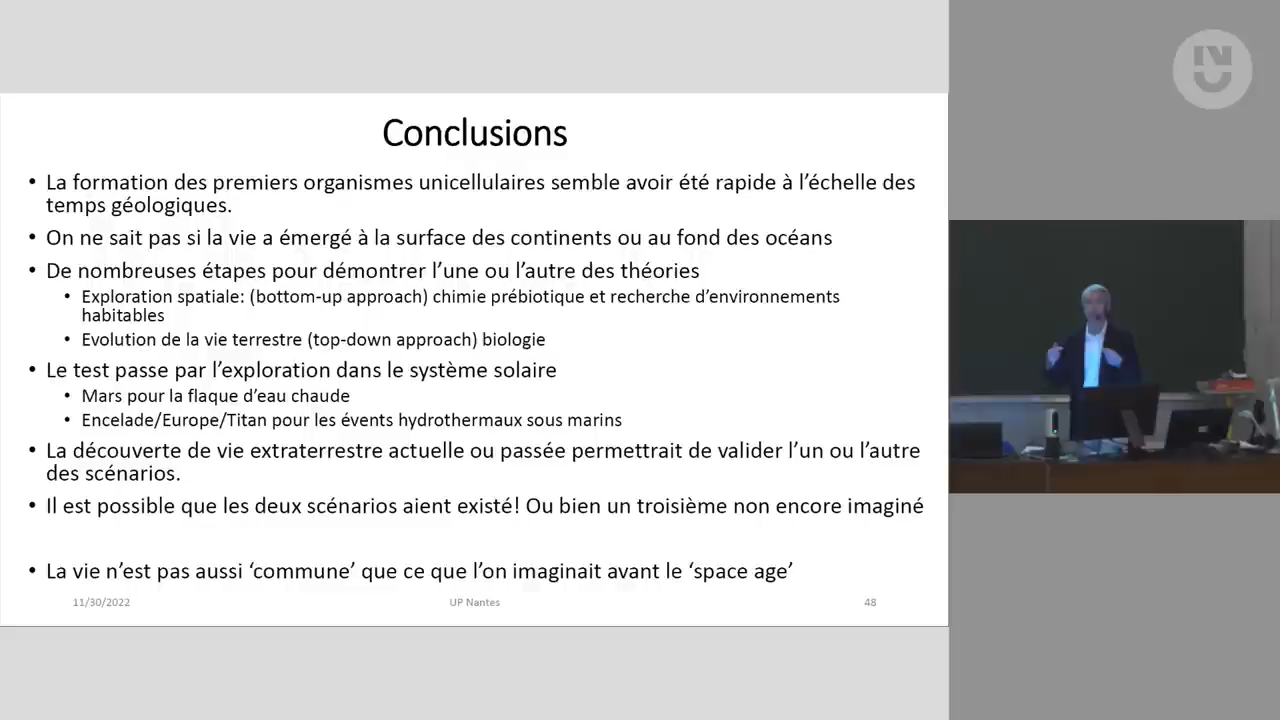 Conclusions
• La formation des premiers organismes unicellulaires semble avoir été rapide à l'échelle des
temps géologiques.
• On ne sait pas si la vie a émergé à la surface des continents ou au fond des océans
• De nombreuses étapes pour démontrer l'une ou l'autre des théories
• Exploration spatiale: (bottom-up approach) chimie prébiotique et recherche d'environnements
habitables
• Evolution de la vie terrestre (top-down approach) biologie
• Le test passe par l'exploration dans le système solaire
• Mars pour la flaque d'eau chaude
• Encelade/Europe/Titan pour les évents hydrothermaux sous marins
• La découverte de vie extraterrestre actuelle ou passée permettrait de valider l'un ou l'autre
des scénarios.
• Il est possible que les deux scénarios aient existé! Ou bien un troisième non encore imaginé
• La vie n'est pas aussi 'commune' que ce que l'on imaginait avant le 'space age'
11/30/2022
UP Nantes
48